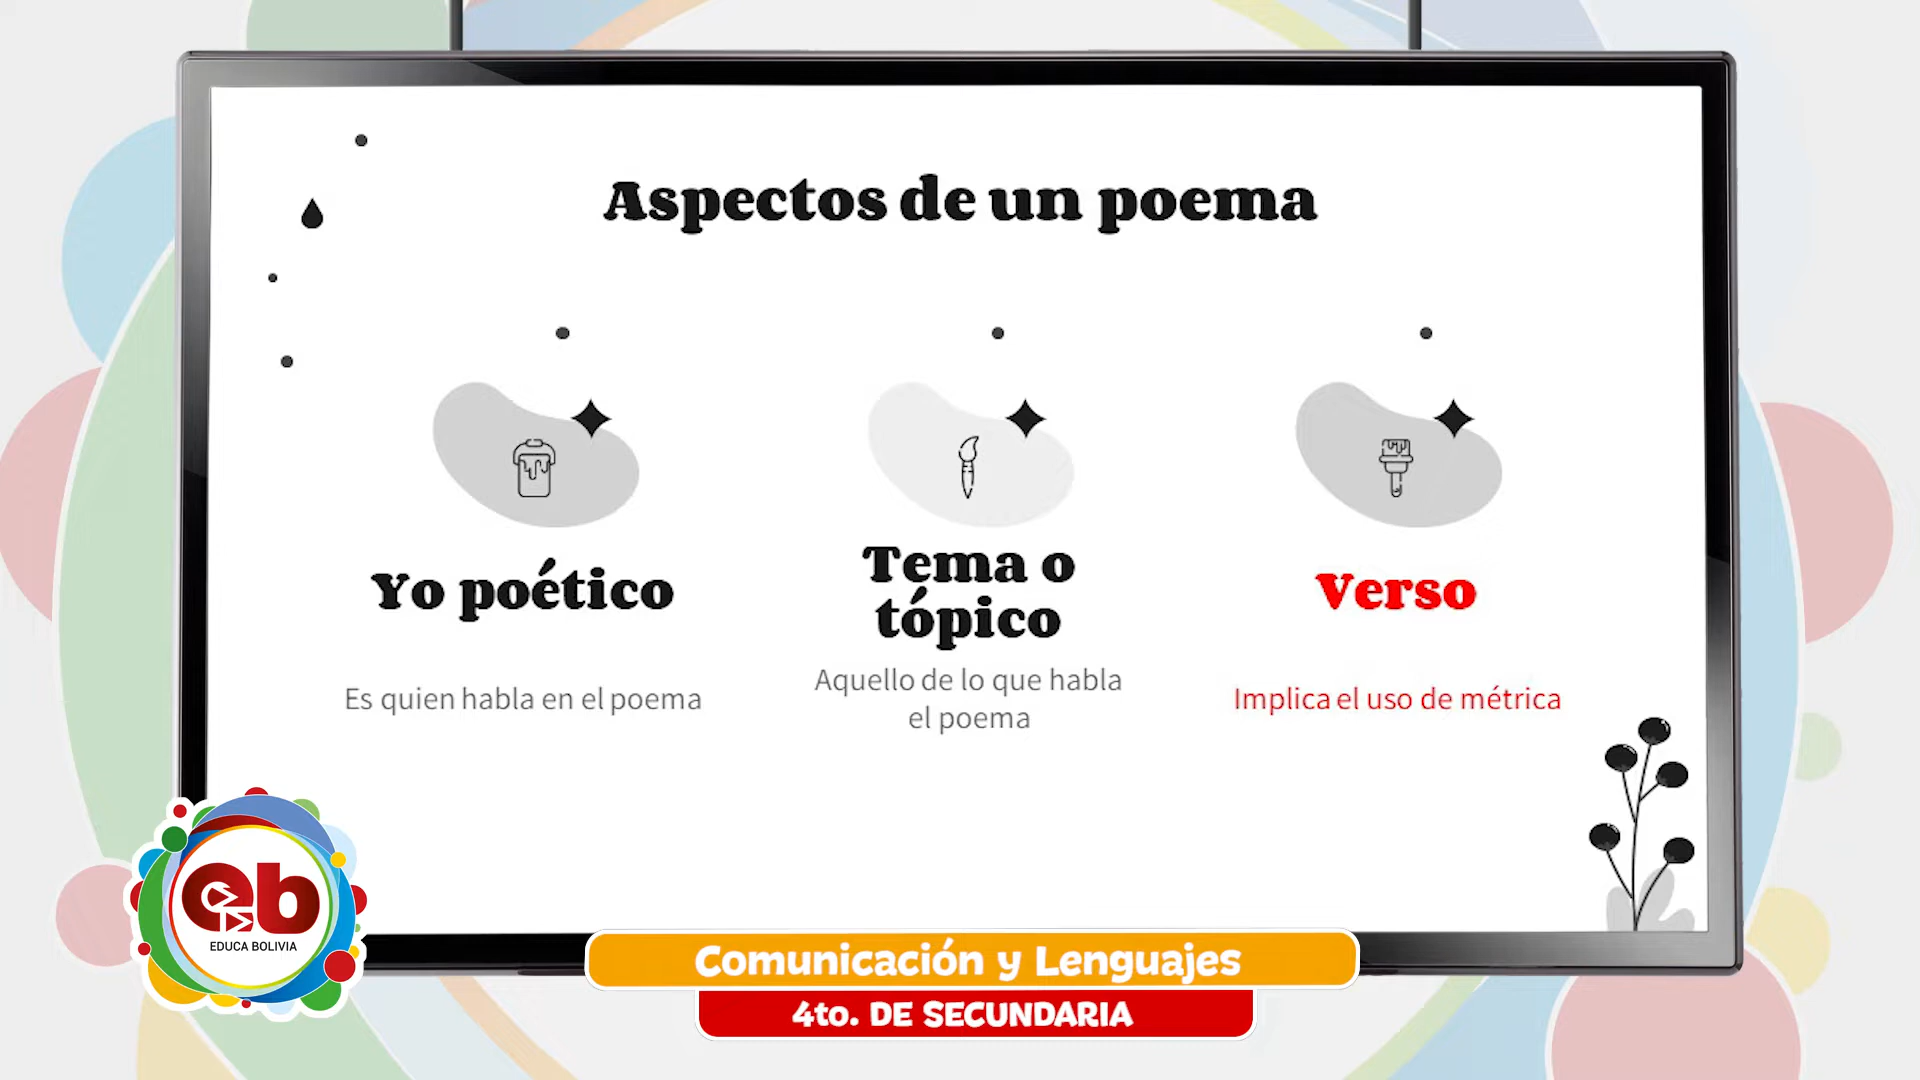 Aspectos de un poema
Yo poético
Es quien habla en el poema
Tema o
tópico
Aquello de lo que habla
el poema
Verso
Implica el uso de métrica
eb
EDUCA BOLIVIA
Comunicación y Lenguajes
4to. DE SECUNDARIA